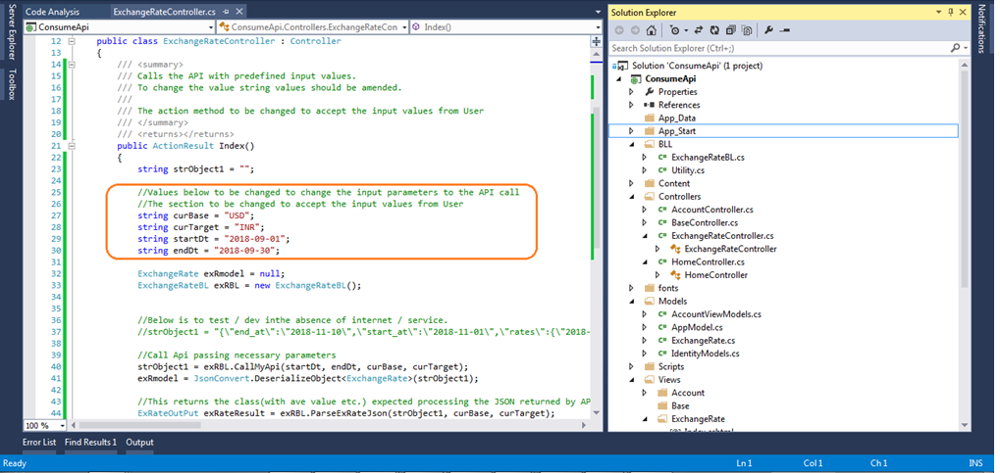 Server Explorer
Toolbox
Code Analysis
ExchangeRateController.cs
ConsumeApi
ConsumeApi.Controllers.ExchangeRateCon
Index()
12 public class ExchangeRateController : Controller
13 {
14 /// <summary>
15 /// Calls the API with predefined input values.
16 /// To change the value string values should be amended.
17 ///
18 /// The action method to be changed to accept the input values from User
19 /// </summary>
20 /// <returns></returns>
21 public ActionResult Index()
22 {
23 string strObject1 = "";
24
25 //Values below to be changed to change the input parameters to the API call
26 //The section to be changed to accept the input values from User
27 string curBase = "USD";
28 string curTarget = "INR";
29 string startDt = "2018-09-01";
30 string endDt = "2018-09-30";
31
32 ExchangeRate exRmodel = null;
33 ExchangeRateBL exRBL = new ExchangeRateBL();
34
35
36 //Below is to test / dev inthe absence of internet / service.
37 //strObject1 = "{\"end_at\":\"2018-11-10\",\"start_at\":\"2018-11-01\",\"rates\":{\"2018-
38
39 //Call Api passing necessary parameters
40 strObject1 = exRBL.CallMyApi(startDt, endDt, curBase, curTarget);
41 exRmodel = JsonConvert.DeserializeObject<ExchangeRate>(strObject1);
42
43 //This returns the class(with ave value etc.) expected processing the JSON returned by AP
44 ExRateOutPut exRateResult = exRBL.ParseExRateJson(strObject1, curBase, curTarget);
100 %
Solution Explorer
Search Solution Explorer (Ctrl+;)
Solution 'ConsumeApi' (1 project)
ConsumeApi
Properties
References
App_Data
App_Start
BLL
ExchangeRateBL.cs
Utility.cs
Content
Controllers
AccountController.cs
BaseController.cs
ExchangeRateController.cs
ExchangeRateController
HomeController.cs
HomeController
fonts
Models
AccountViewModels.cs
AppModel.cs
ExchangeRate.cs
IdentityModels.cs
Scripts
Views
Account
Base
ExchangeRate
Index.cshtml
Notifications
Error List Find Results 1 Output
Ready Ln 1 Col 1 Ch 1 INS